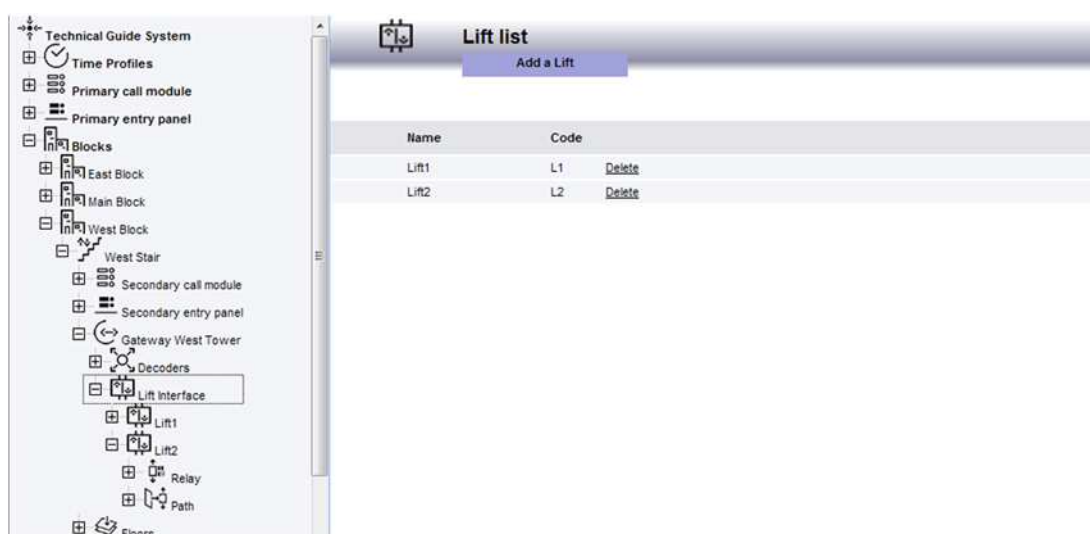 Technical Guide System
Time Profiles
Primary call module
Primary entry panel
Blocks
East Block
Main Block
West Block
West Stair
Secondary call module
Secondary entry panel
Gateway West Tower
Decoders
Lift Interface
Lift1
Lift2
Relay
Path
Floors
Lift list
Add a Lift
Name Code
Lift1 L1 Delete
Lift2 L2 Delete